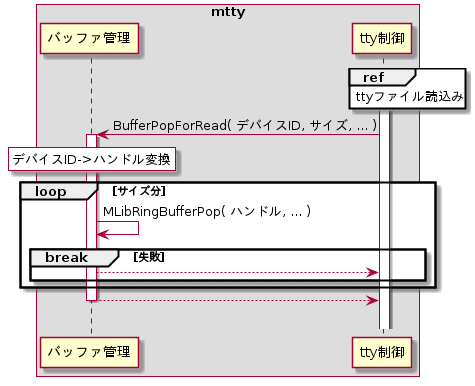 mtty
バッファ管理
tty制御
ref
ttyファイル読込み
BufferPopForRead( デバイスID, サイズ, ... )
デバイスID->ハンドル変換
loop [サイズ分]
MLibRingBufferPop( ハンドル, ... )
break [失敗]
バッファ管理
tty制御